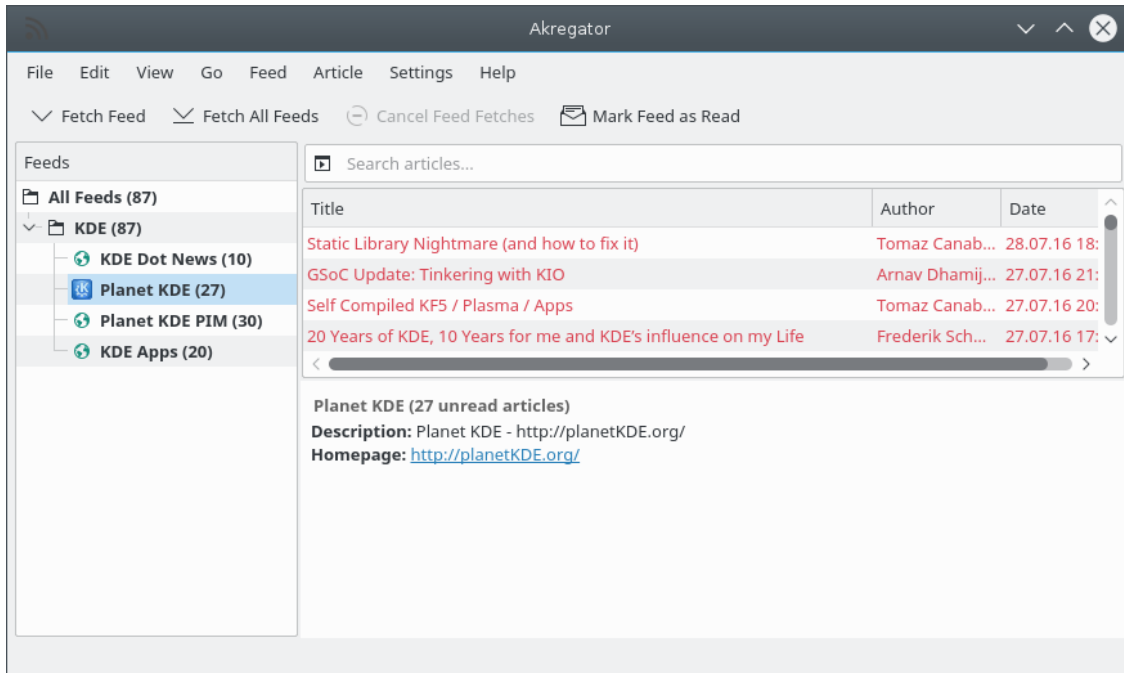 Akregator
File Edit View Go Feed Article Settings Help
Fetch Feed Fetch All Feeds Cancel Feed Fetches Mark Feed as Read
Feeds
All Feeds (87)
KDE (87)
KDE Dot News (10)
Planet KDE (27)
Planet KDE PIM (30)
KDE Apps (20)
Search articles...
Title Author Date
Static Library Nightmare (and how to fix it) Tomaz Canab... 28.07.16 18:
GSoC Update: Tinkering with KIO Arnav Dhamij... 27.07.16 21:
Self Compiled KF5 / Plasma / Apps Tomaz Canab... 27.07.16 20:
20 Years of KDE, 10 Years for me and KDE's influence on my Life Frederik Sch... 27.07.16 17:
Planet KDE (27 unread articles)
Description: Planet KDE - http://planetKDE.org/
Homepage: http://planetKDE.org/